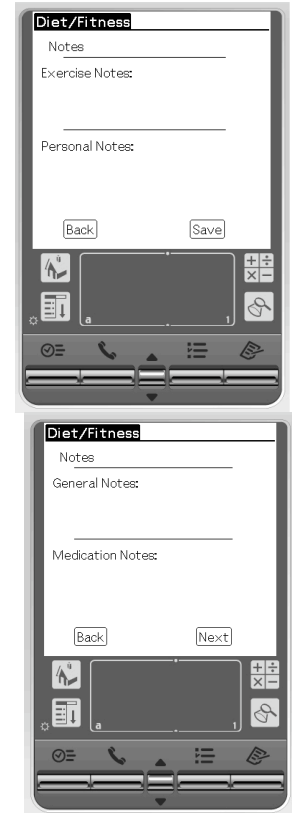 Diet/Fitness
Notes
Exercise Notes:
Personal Notes:
Back Save
a 1
Diet/Fitness
Notes
General Notes:
Medication Notes:
Back Next
a 1